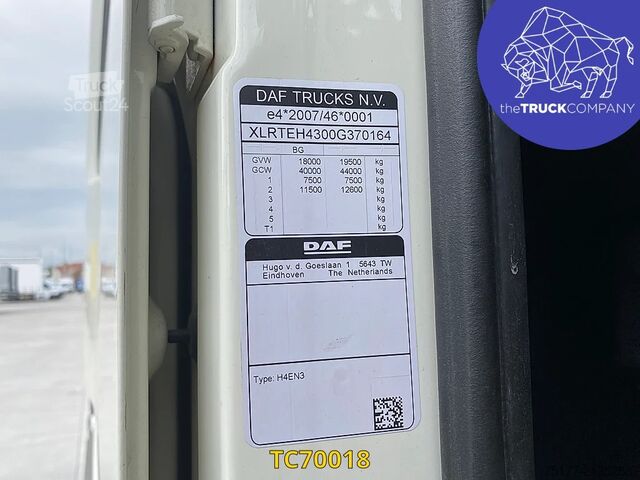 Truck
Scout24
theTRUCKCOMPANY
DAF TRUCKS N.V.
e4*2007/46*0001
XLRTEH4300G370164
BG
GVW 18000 19500 kg
GCW 40000 44000 kg
1 7500 7500 kg
2 11500 12600 kg
3 kg
4 kg
5 kg
T1 kg
DAF
Hugo v. d. Goeslaan 1 5643 TW
Eindhoven The Netherlands
Type: H4EN3
TC70018